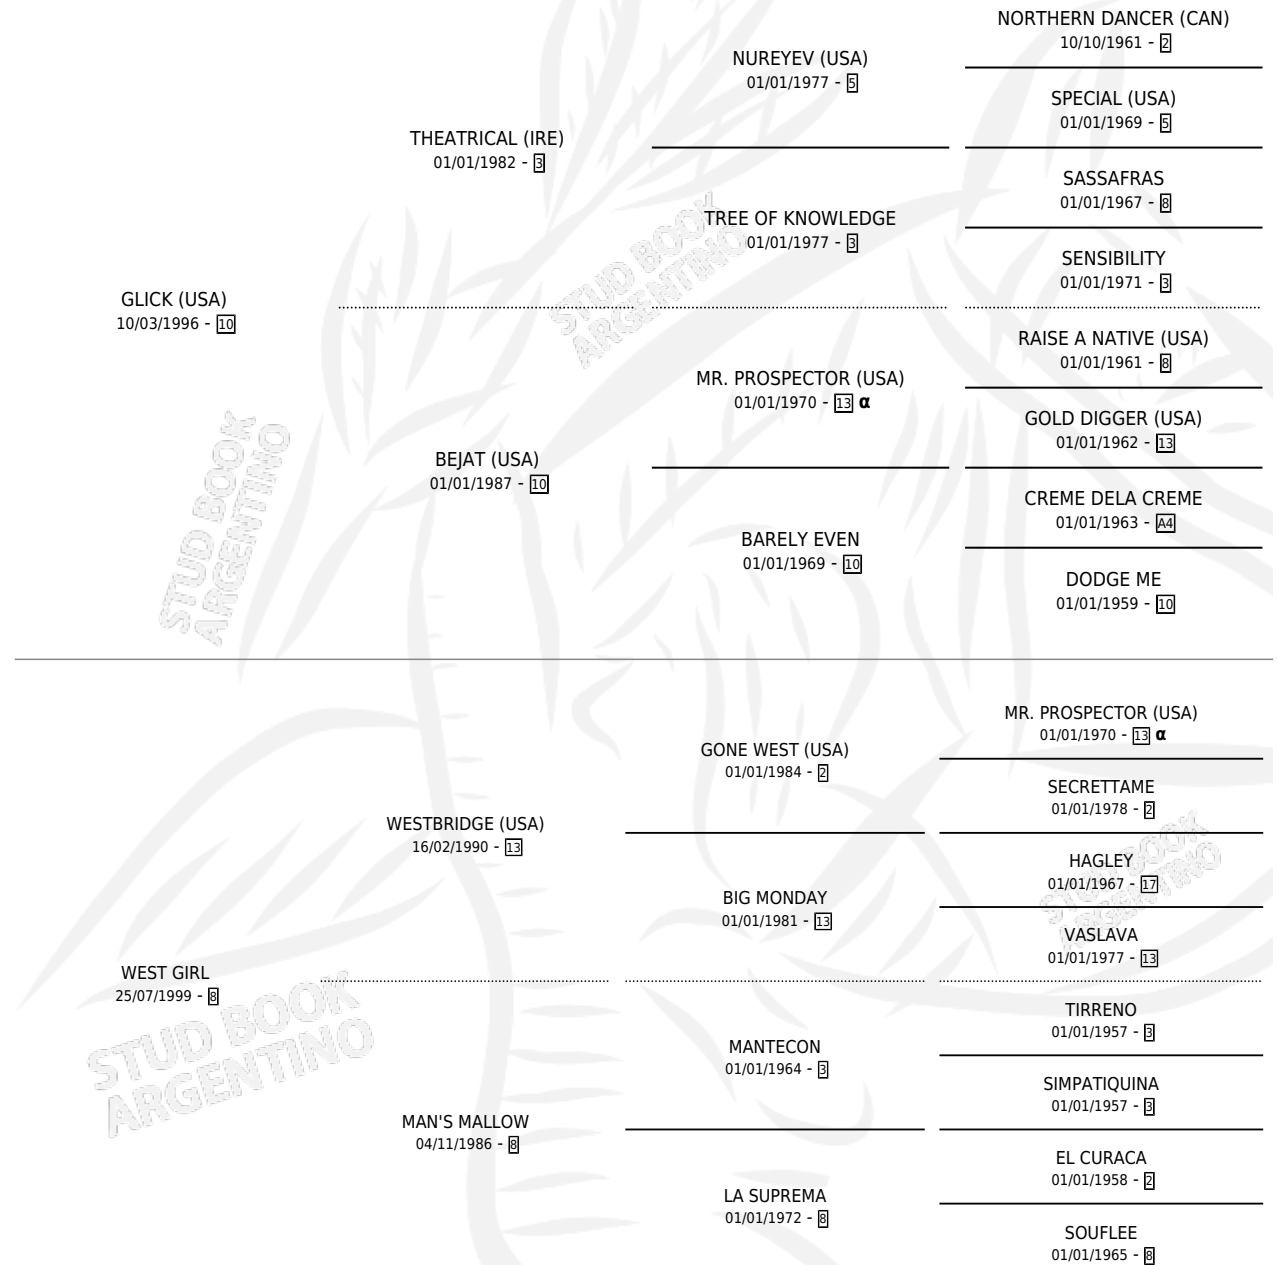 NORTHERN DANCER (CAN)
10/10/1961 - 2
NUREYEV (USA)
01/01/1977 - 5
SPECIAL (USA)
01/01/1969 - 5
THEATRICAL (IRE)
01/01/1982 - 3
SASSAFRAS
01/01/1967 - 8
TREE OF KNOWLEDGE
01/01/1977 - 3
SENSIBILITY
01/01/1971 - 3
GLICK (USA)
10/03/1996 - 10
RAISE A NATIVE (USA)
01/01/1961 - 8
MR. PROSPECTOR (USA)
01/01/1970 - 13 α
GOLD DIGGER (USA)
01/01/1962 - 13
BEJAT (USA)
01/01/1987 - 10
CREME DELA CREME
01/01/1963 - A4
BARELY EVEN
01/01/1969 - 10
DODGE ME
01/01/1959 - 10
MR. PROSPECTOR (USA)
01/01/1970 - 13 α
GONE WEST (USA)
01/01/1984 - 2
SECRETTAME
01/01/1978 - 2
WESTBRIDGE (USA)
16/02/1990 - 13
HAGLEY
01/01/1967 - 17
BIG MONDAY
01/01/1981 - 13
VASLAVA
01/01/1977 - 13
WEST GIRL
25/07/1999 - 8
TIRRENO
01/01/1957 - 3
MANTECON
01/01/1964 - 3
SIMPATIQUINA
01/01/1957 - 3
MAN'S MALLOW
04/11/1986 - 8
EL CURACA
01/01/1958 - 2
LA SUPREMA
01/01/1972 - 8
SOUFLEE
01/01/1965 - 8
STUD BOOK
ARGENTINO
STUD BOOK
ARGENTINO
STUD BOOK
ARGENTINO
STUD BOOK
ARGENTINO